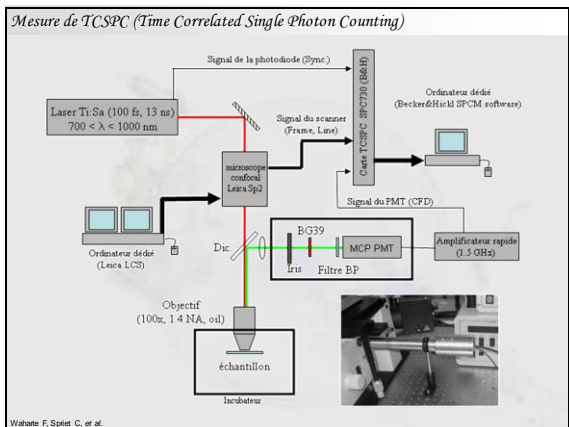 Mesure de TCSPC (Time Correlated Single Photon Counting)
Signal de la photodiode (Sync.)
Laser Ti:Sa (100 fs, 13 ns)
700 < λ < 1000 nm
Carte TCSPC SPC730 (B&H)
Ordinateur dédié
(Becker&Hickl SPCM software)
Signal du scanner
(Frame, Line)
microscope
confocal
Leica Sp2
Signal du PMT (CFD)
Ordinateur dédié
(Leica LCS)
Dic.
BG39
MCP PMT
Iris
Filtre BP
Amplificateur rapide
(1.5 GHz)
Objectif
(100x, 1.4 NA, oil)
échantillon
Incubateur
Waharte F, Spriet C, et al.